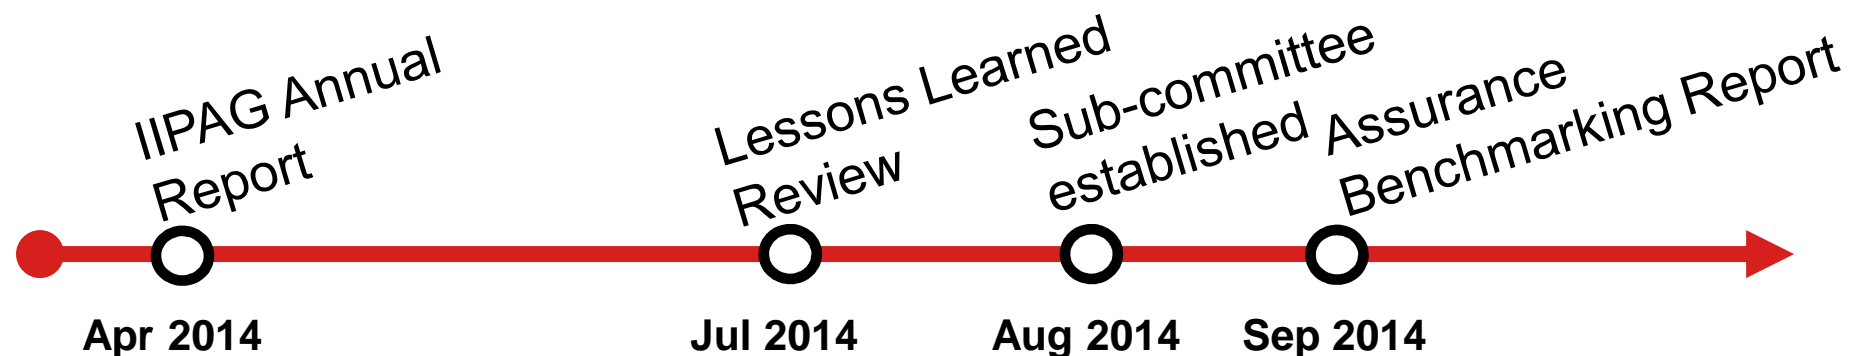 IIPAG Annual
Report
Lessons Learned
Review
Sub-committee
established
Assurance
Benchmarking Report
Apr 2014
Jul 2014
Aug 2014
Sep 2014